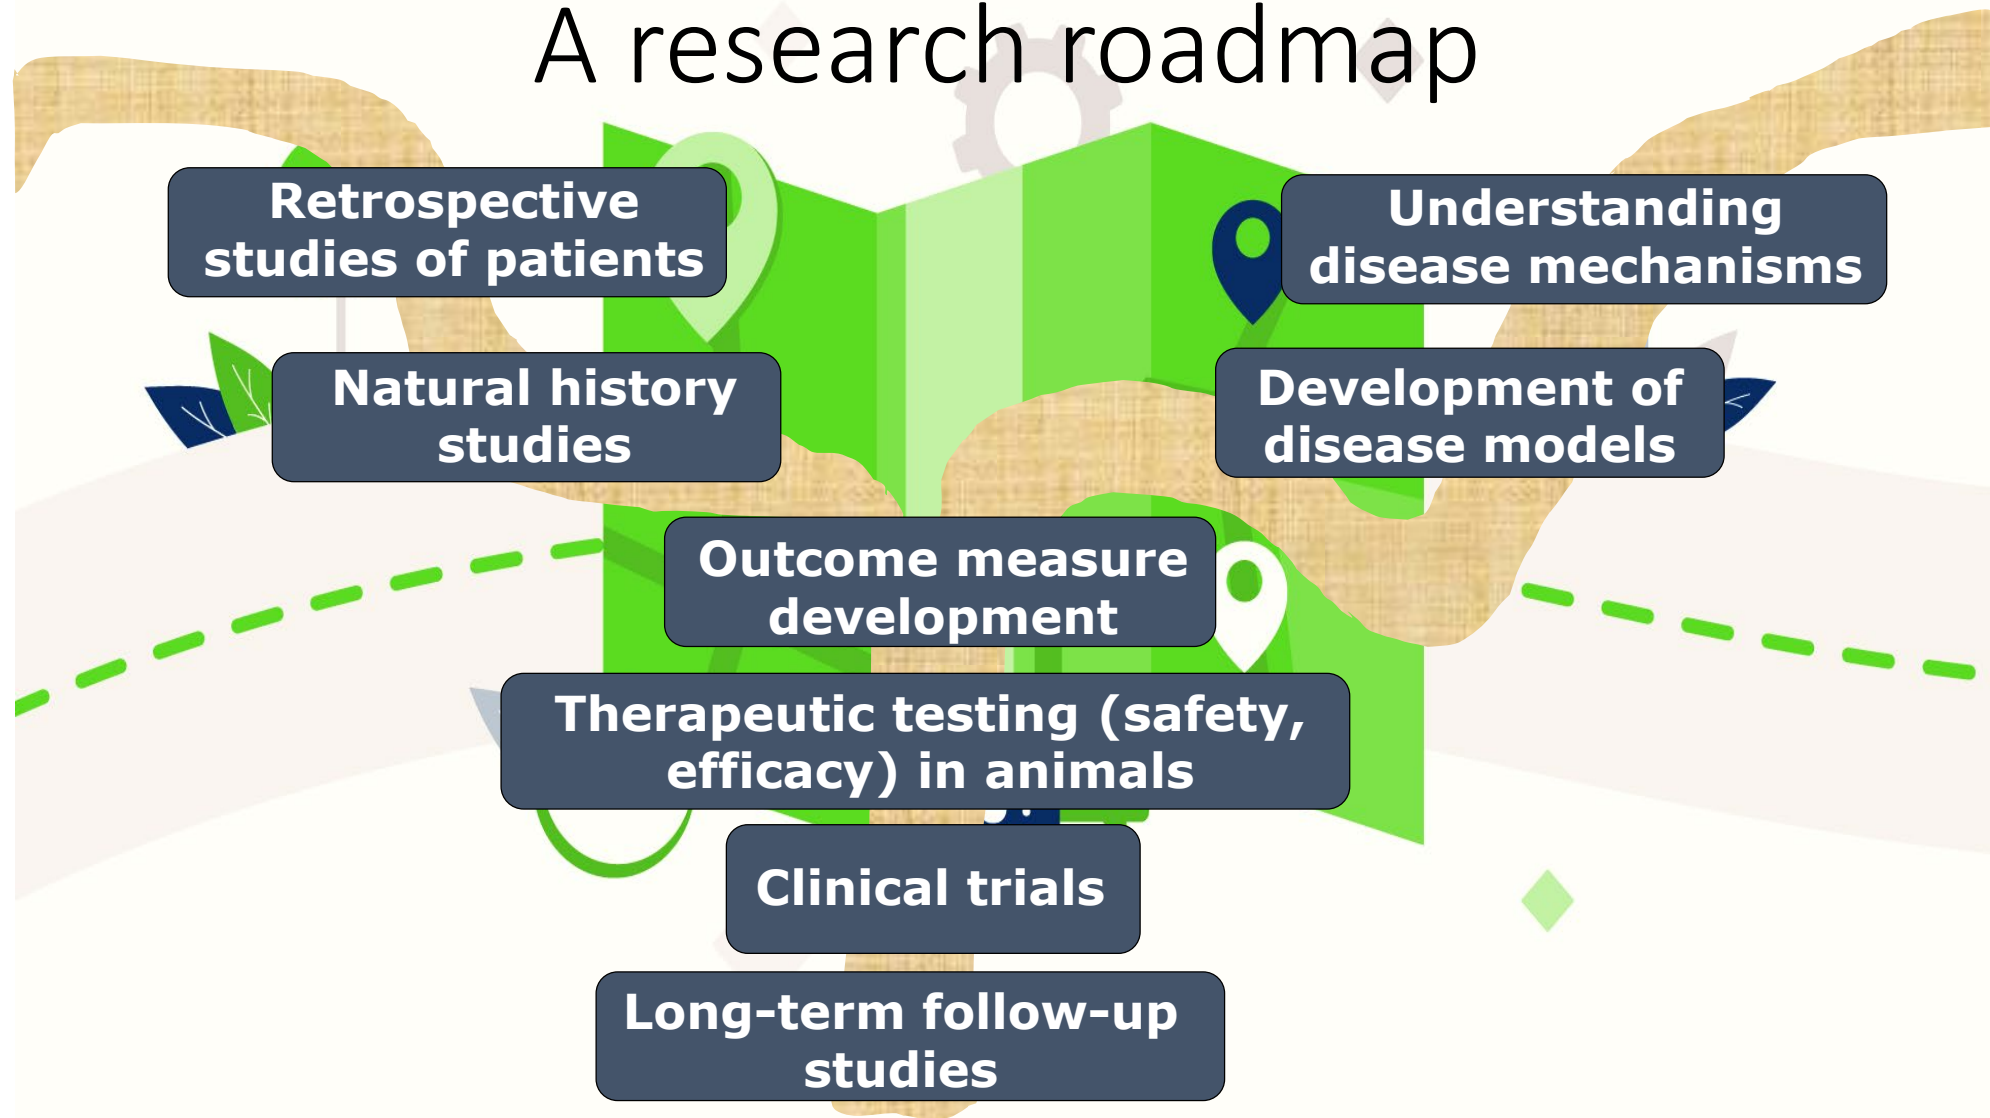 A research roadmap
Retrospective
studies of patients
Understanding
disease mechanisms
Natural history
studies
Development of
disease models
Outcome measure
development
Therapeutic testing (safety,
efficacy) in animals
Clinical trials
Long-term follow-up
studies